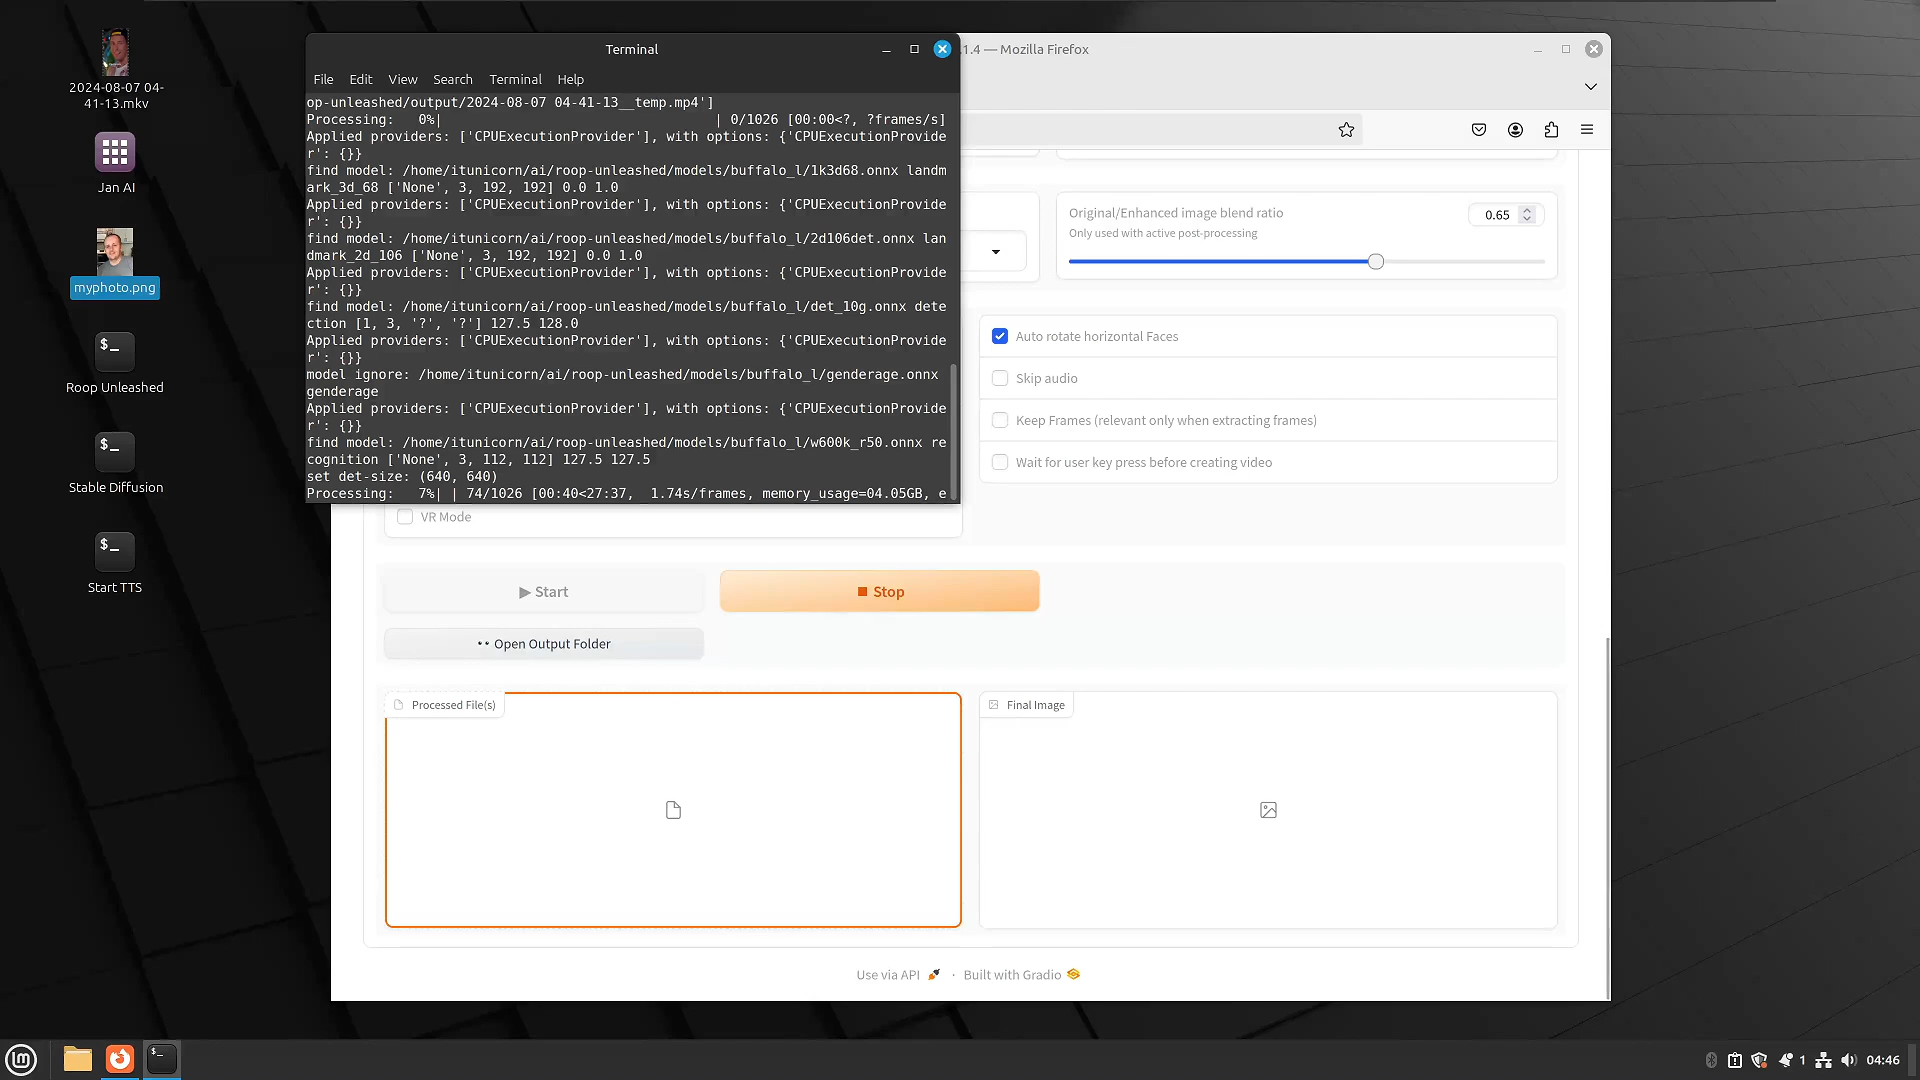 2024-08-07 04-
41-13.mkv
Jan AI
myphoto.png
$_
Roop Unleashed
$_
Stable Diffusion
$_
Start TTS
Terminal
File Edit View Search Terminal Help
op-unleashed/output/2024-08-07 04-41-13__temp.mp4']
Processing:   0%|                                  | 0/1026 [00:00<?, ?frames/s]
Applied providers: ['CPUExecutionProvider'], with options: {'CPUExecutionProvide
r': {}}
find model: /home/itunicorn/ai/roop-unleashed/models/buffalo_l/1k3d68.onnx landm
ark_3d_68 ['None', 3, 192, 192] 0.0 1.0
Applied providers: ['CPUExecutionProvider'], with options: {'CPUExecutionProvide
r': {}}
find model: /home/itunicorn/ai/roop-unleashed/models/buffalo_l/2d106det.onnx lan
dmark_2d_106 ['None', 3, 192, 192] 0.0 1.0
Applied providers: ['CPUExecutionProvider'], with options: {'CPUExecutionProvide
r': {}}
find model: /home/itunicorn/ai/roop-unleashed/models/buffalo_l/det_10g.onnx dete
ction [1, 3, '?', '?'] 127.5 128.0
Applied providers: ['CPUExecutionProvider'], with options: {'CPUExecutionProvide
r': {}}
model ignore: /home/itunicorn/ai/roop-unleashed/models/buffalo_l/genderage.onnx
genderage
Applied providers: ['CPUExecutionProvider'], with options: {'CPUExecutionProvide
r': {}}
find model: /home/itunicorn/ai/roop-unleashed/models/buffalo_l/w600k_r50.onnx re
cognition ['None', 3, 112, 112] 127.5 127.5
set det-size: (640, 640)
Processing:   7%| | 74/1026 [00:40<27:37,  1.74s/frames, memory_usage=04.05GB, e
.1.4 — Mozilla Firefox
Original/Enhanced image blend ratio
0.65
Only used with active post-processing
Auto rotate horizontal Faces
Skip audio
Keep Frames (relevant only when extracting frames)
Wait for user key press before creating video
VR Mode
▶ Start
Stop
Open Output Folder
Processed File(s)
Final Image
Use via API · Built with Gradio
$_
1
04:46